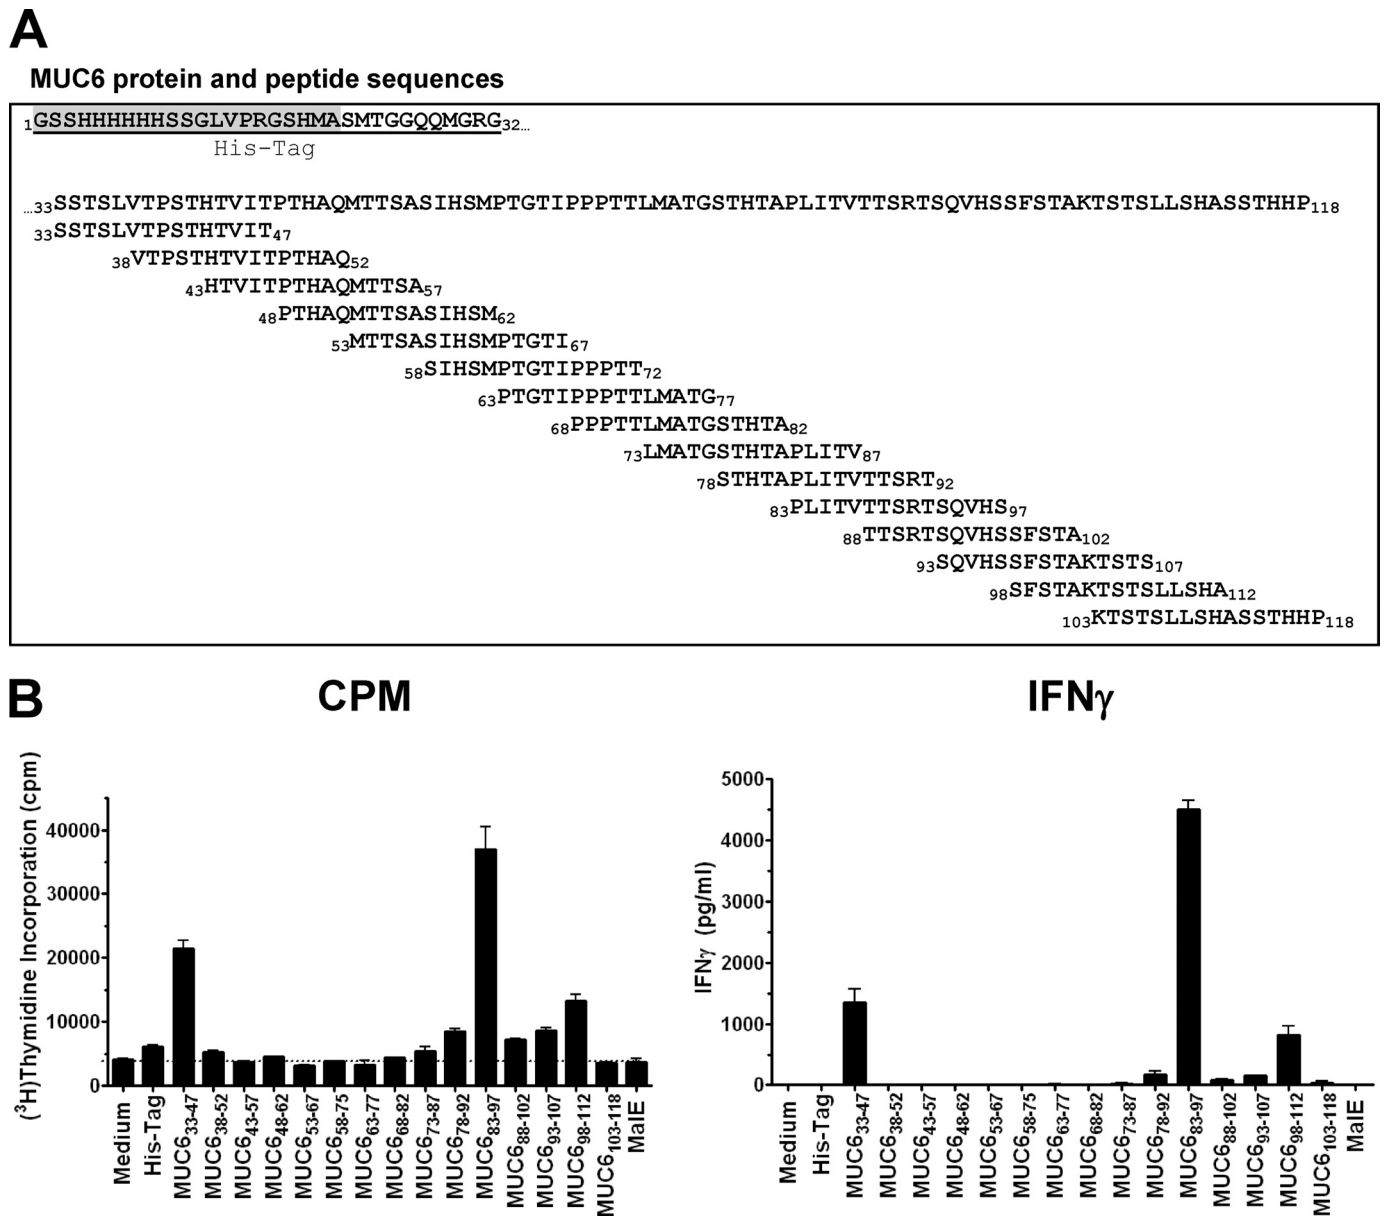 A
MUC6 protein and peptide sequences
1GSSHHHHHHSSGLVPRGSHMASMTGGQQMGRG32...
His-Tag
...33SSTSLVTPSTHTVITPTHAQMTTSASIHSMPTGTIPPPTTLMATGSTHTAPLITVTTSRTSQVHSSFSTAKTSTSLLSHASSTHHP118
33SSTSLVTPSTHTVIT47
38VTPSTHTVITPTHAQ52
43HTVITPTHAQMTTSA57
48PTHAQMTTSASIHSM62
53MTTSASIHSMPTGTI67
58SIHSMPTGTIPPPTT72
63PTGTIPPPTTLMATG77
68PPPTTLMATGSTHTA82
73LMATGSTHTAPLITV87
78STHTAPLITVTTSRT92
83PLITVTTSRTSQVHS97
88TTSRTSQVHSSFSTA102
93SQVHSSFSTAKTSTS107
98SFSTAKTSTSLLSHA112
103KTSTSLLSHASSTHHP118
B
CPM
(3H)Thymidine Incorporation (cpm)
40000
30000
20000
10000
0
Medium
His-Tag
MUC633-47
MUC638-52
MUC643-57
MUC648-62
MUC653-67
MUC658-75
MUC663-77
MUC668-82
MUC673-87
MUC678-92
MUC683-97
MUC688-102
MUC693-107
MUC698-112
MUC6103-118
MalE
IFNγ
IFNγ (pg/ml)
5000
4000
3000
2000
1000
0
Medium
His-Tag
MUC633-47
MUC638-52
MUC643-57
MUC648-62
MUC653-67
MUC658-75
MUC663-77
MUC668-82
MUC673-87
MUC678-92
MUC683-97
MUC688-102
MUC693-107
MUC698-112
MUC6103-118
MalE